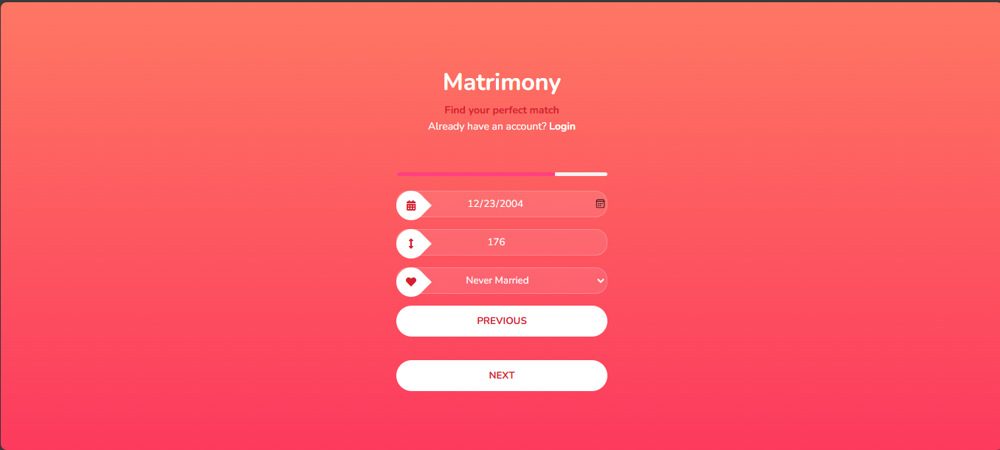 Matrimony
Find your perfect match
Already have an account? Login
12/23/2004
176
Never Married
PREVIOUS
NEXT